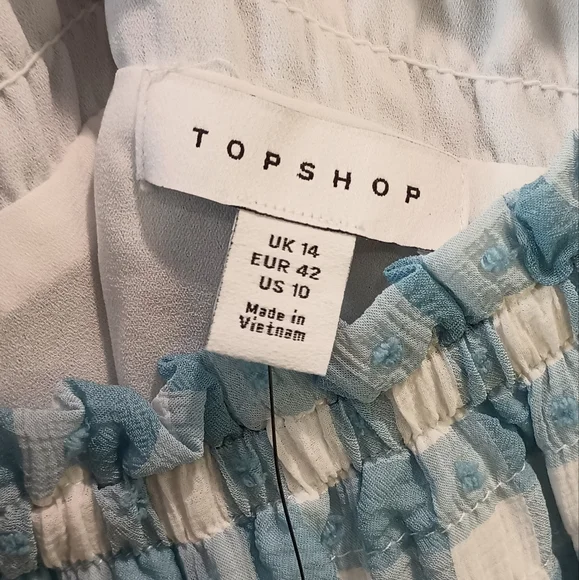 TOPSHOP
UK 14
EUR 42
US 10
Made in
Vietnam